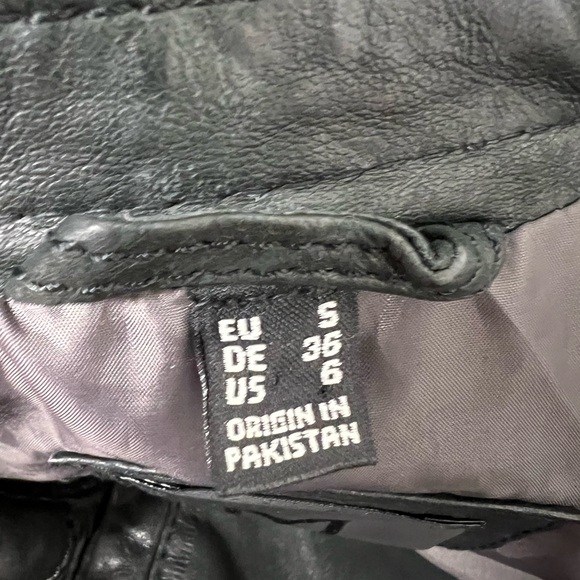 EU S
DE 36
US 6
ORIGIN IN
PAKISTAN